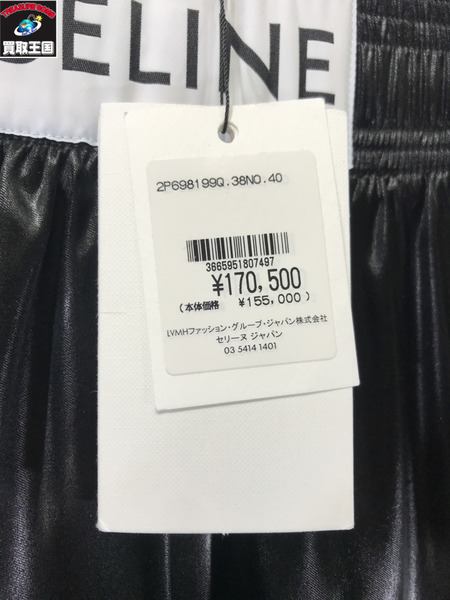 買取王国
CELINE
2P698199Q.38NO.40
3665951807497
¥170,500
(本体価格 ¥155,000)
LVMHファッション・グループ・ジャパン株式会社
セリーヌ ジャパン
03 5414 1401